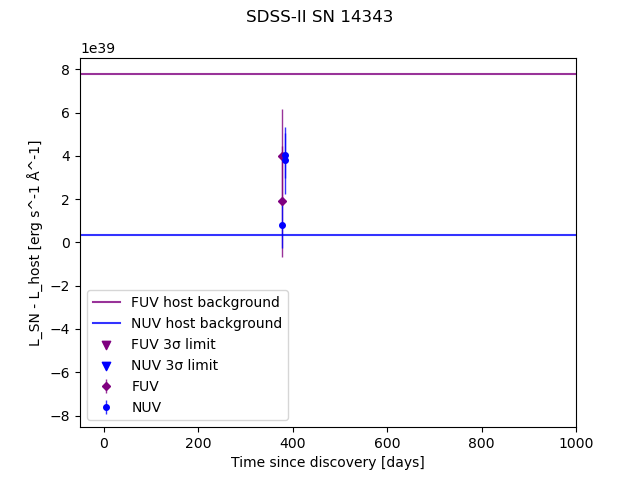 SDSS-II SN 14343
1e39
L_SN - L_host [erg s^-1 Å^-1]
8
6
4
2
0
−2
−4
−6
−8
FUV host background
NUV host background
FUV 3σ limit
NUV 3σ limit
FUV
NUV
0 200 400 600 800 1000
Time since discovery [days]